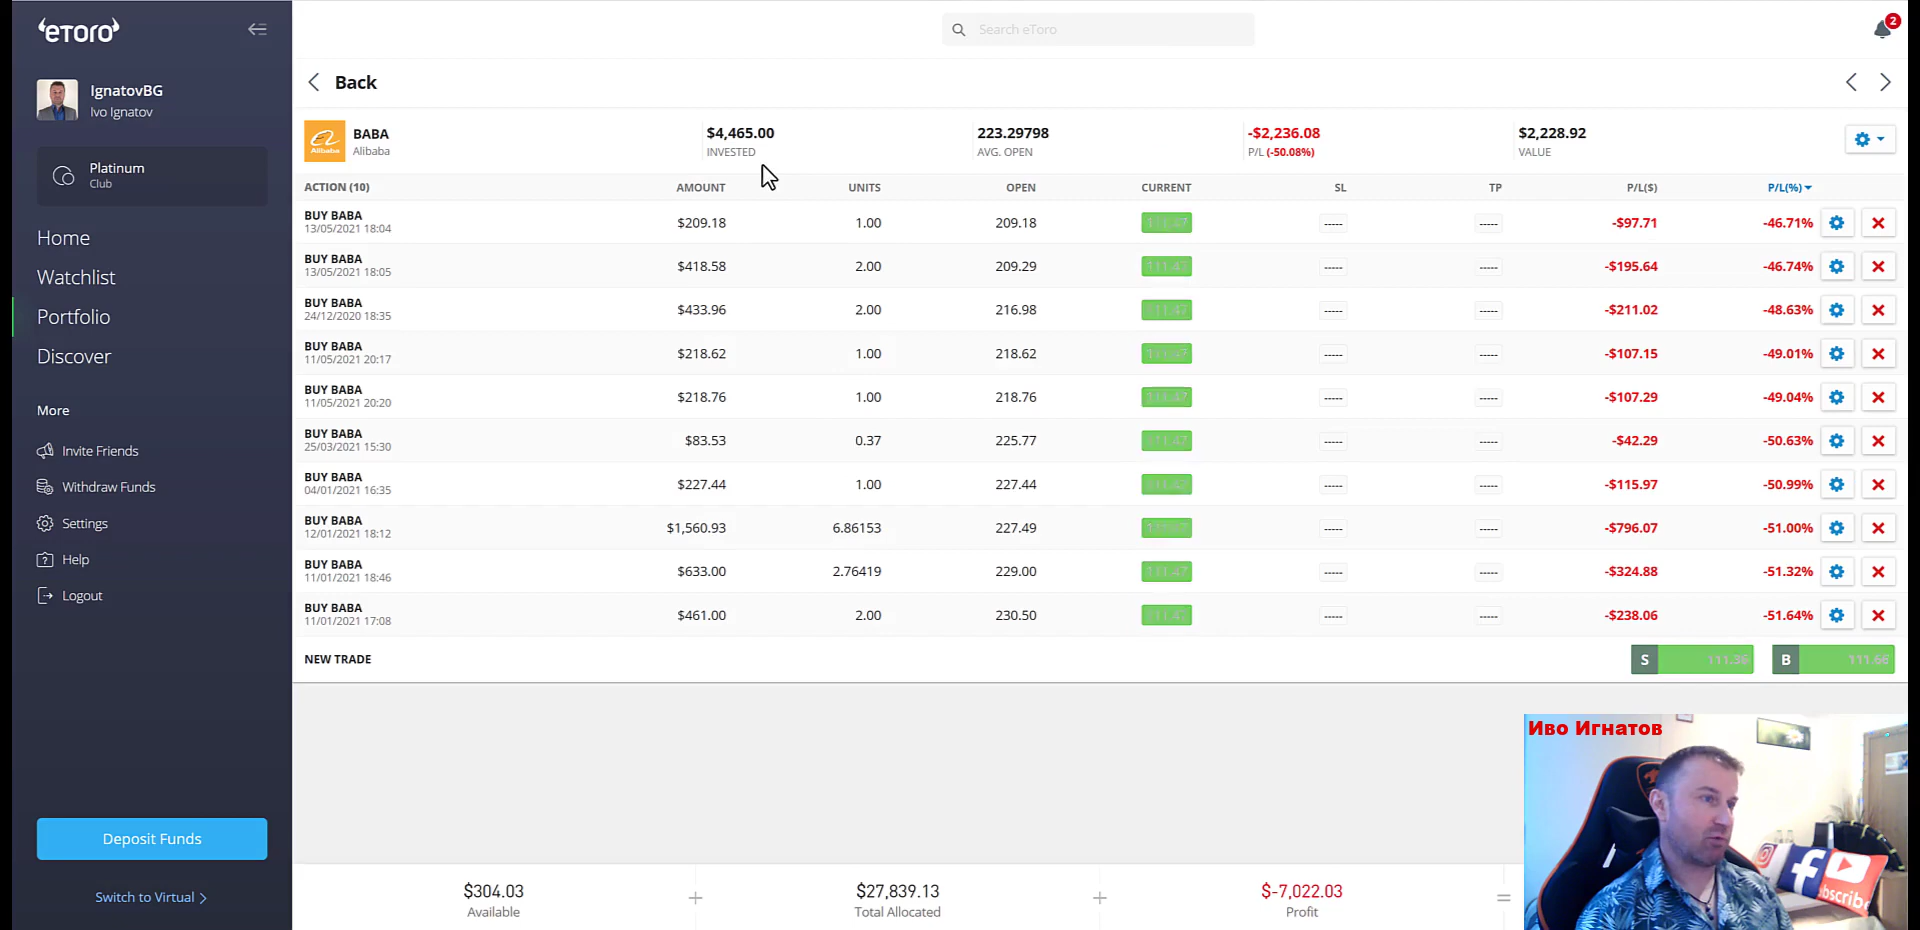 eToro
Search eToro
2
IgnatovBG
Ivo Ignatov
Platinum
Club
Home
Watchlist
Portfolio
Discover
More
Invite Friends
Withdraw Funds
Settings
Help
Logout
Deposit Funds
Switch to Virtual
Back
Alibaba
BABA
Alibaba
$4,465.00
INVESTED
223.29798
AVG. OPEN
-$2,236.08
P/L (-50.08%)
$2,228.92
VALUE
ACTION (10) AMOUNT UNITS OPEN CURRENT SL TP P/L($) P/L(%)
BUY BABA
13/05/2021 18:04
$209.18 1.00 209.18 ----- ----- -$97.71 -46.71%
BUY BABA
13/05/2021 18:05
$418.58 2.00 209.29 111.47 ----- ----- -$195.64 -46.74%
BUY BABA
24/12/2020 18:35
$433.96 2.00 216.98 ----- ----- -$211.02 -48.63%
BUY BABA
11/05/2021 20:17
$218.62 1.00 218.62 ----- ----- -$107.15 -49.01%
BUY BABA
11/05/2021 20:20
$218.76 1.00 218.76 ----- ----- -$107.29 -49.04%
BUY BABA
25/03/2021 15:30
$83.53 0.37 225.77 ----- ----- -$42.29 -50.63%
BUY BABA
04/01/2021 16:35
$227.44 1.00 227.44 ----- ----- -$115.97 -50.99%
BUY BABA
12/01/2021 18:12
$1,560.93 6.86153 227.49 ----- ----- -$796.07 -51.00%
BUY BABA
11/01/2021 18:46
$633.00 2.76419 229.00 111.47 ----- ----- -$324.88 -51.32%
BUY BABA
11/01/2021 17:08
$461.00 2.00 230.50 ----- ----- -$238.06 -51.64%
NEW TRADE S B 111.66
$304.03
Available
+
$27,839.13
Total Allocated
+
$-7,022.03
Profit
=
Иво Игнатов